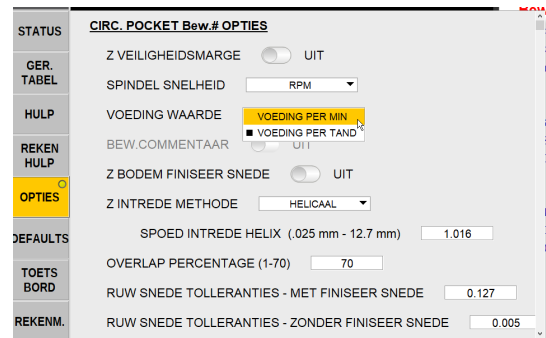 STATUS
GER.
TABEL
HULP
REKEN
HULP
OPTIES
DEFAULTS
TOETS
BORD
REKENM.
CIRC. POCKET Bew.# OPTIES
Z VEILIGHEIDSMARGE UIT
SPINDEL SNELHEID RPM
VOEDING WAARDE VOEDING PER MIN
VOEDING PER TAND
BEW.COMMENTAAR UIT
Z BODEM FINISEER SNEDE UIT
Z INTREDE METHODE HELICAAL
SPOED INTREDE HELIX (.025 mm - 12.7 mm) 1.016
OVERLAP PERCENTAGE (1-70) 70
RUW SNEDE TOLLERANTIES - MET FINISEER SNEDE 0.127
RUW SNEDE TOLLERANTIES - ZONDER FINISEER SNEDE 0.005